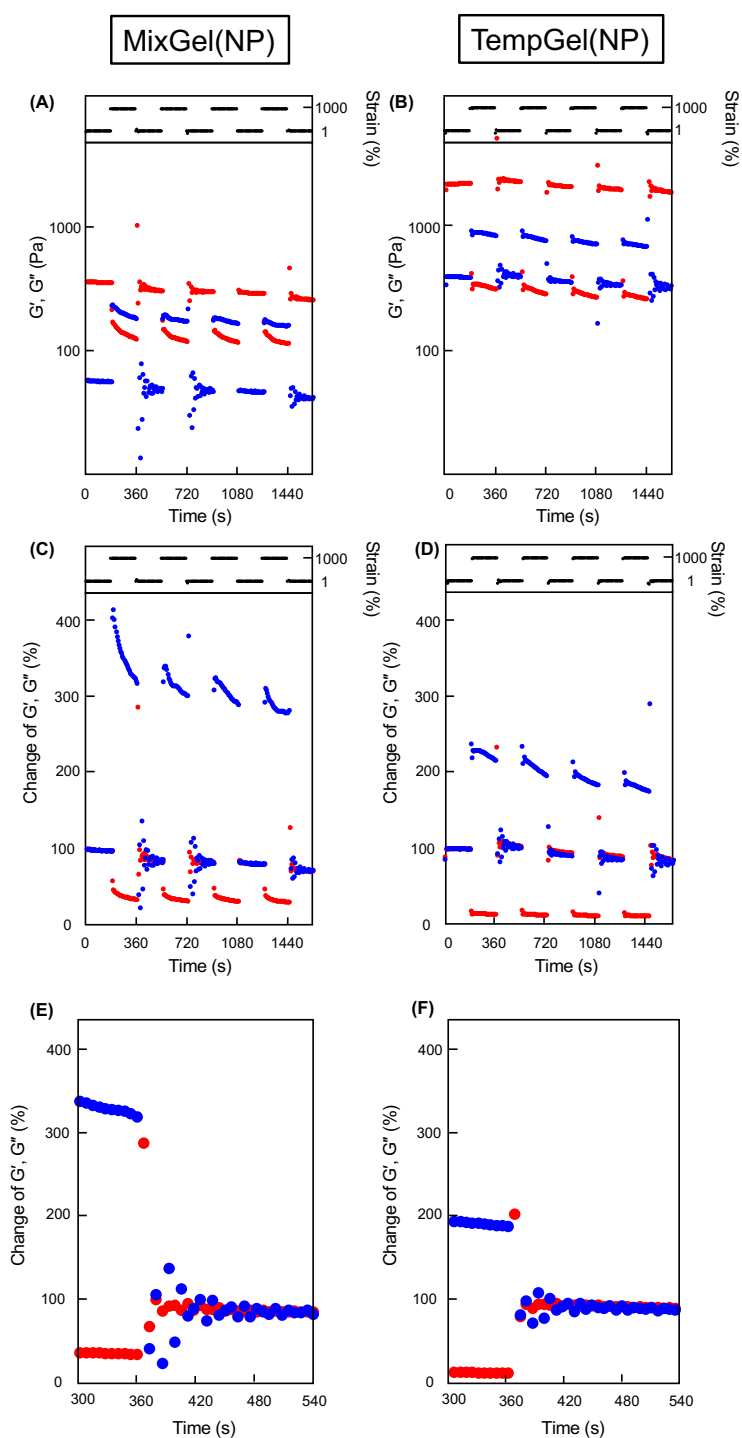 MixGel(NP)
TempGel(NP)
(A)
1000
1
Strain (%)
1000
100
G′, G″ (Pa)
0 360 720 1080 1440
Time (s)
(B)
1000
1
Strain (%)
1000
100
G′, G″ (Pa)
0 360 720 1080 1440
Time (s)
(C)
1000
1
Strain (%)
400
300
200
100
0
Change of G′, G″ (%)
0 360 720 1080 1440
Time (s)
(D)
1000
1
Strain (%)
400
300
200
100
0
Change of G′, G″ (%)
0 360 720 1080 1440
Time (s)
(E)
400
300
200
100
0
Change of G′, G″ (%)
300 360 420 480 540
Time (s)
(F)
400
300
200
100
0
Change of G′, G″ (%)
300 360 420 480 540
Time (s)